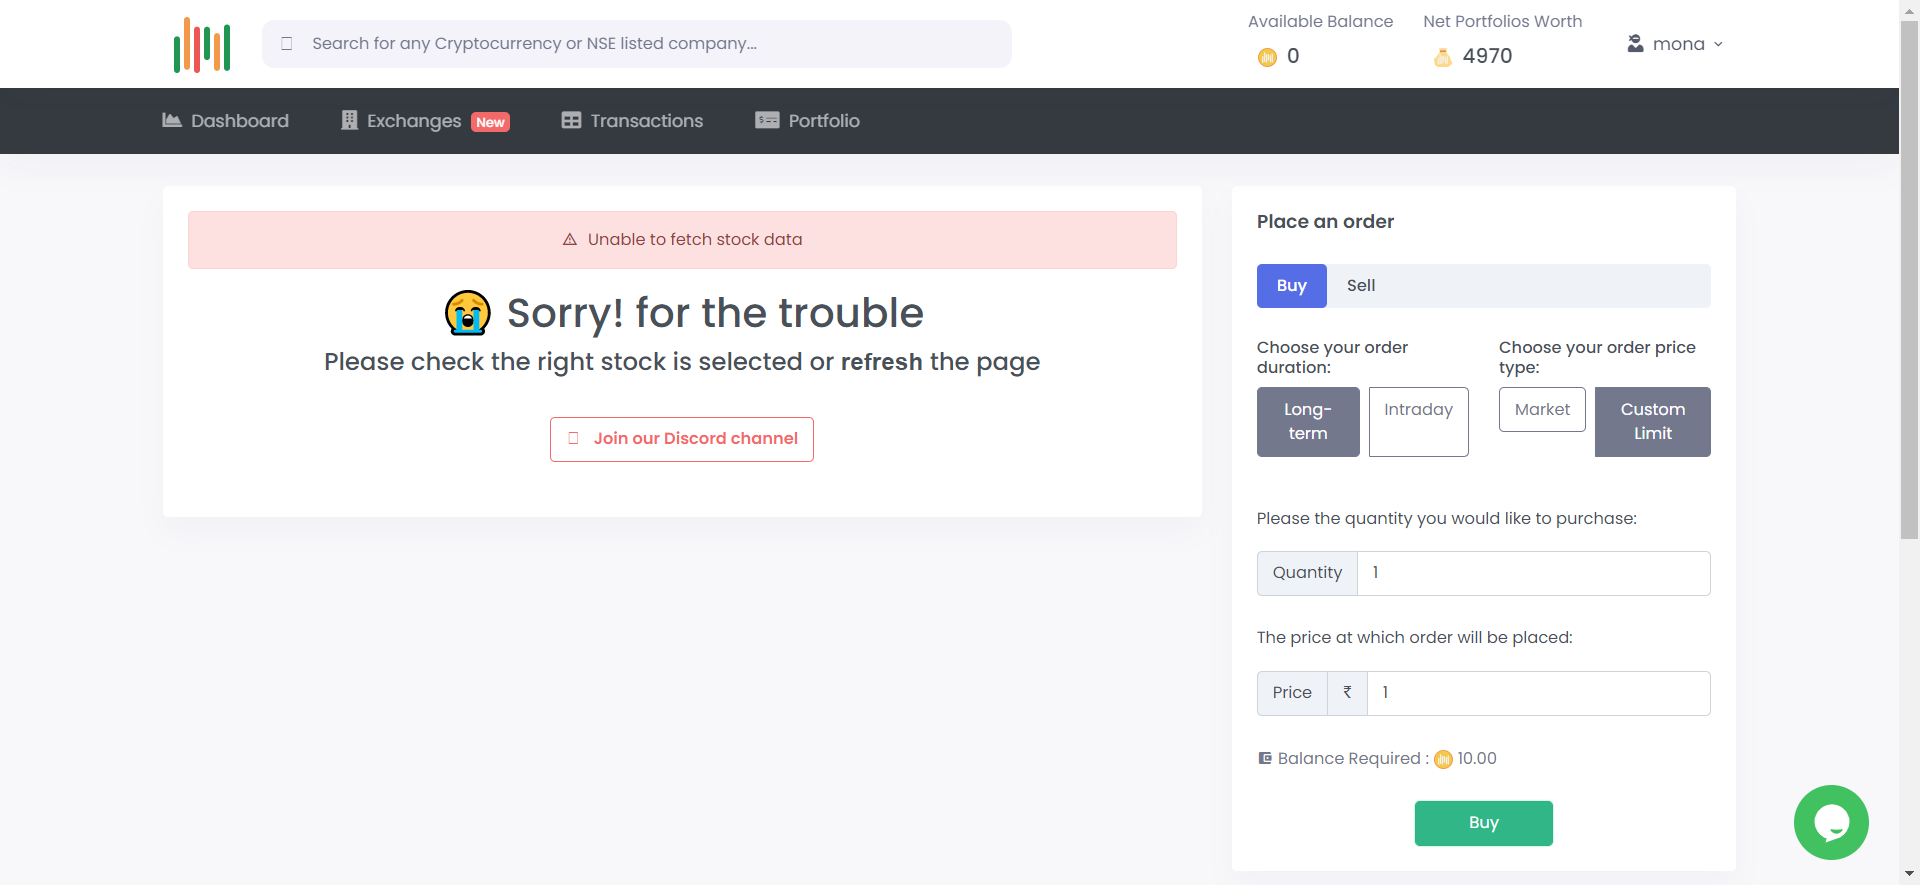 Search for any Cryptocurrency or NSE listed company...
Available Balance
0
Net Portfolios Worth
4970
mona
Dashboard
Exchanges New
Transactions
Portfolio
Unable to fetch stock data
Sorry! for the trouble
Please check the right stock is selected or refresh the page
Join our Discord channel
Place an order
Buy
Sell
Choose your order
duration:
Long-
term
Intraday
Choose your order price
type:
Market
Custom
Limit
Please the quantity you would like to purchase:
Quantity 1
The price at which order will be placed:
Price ₹ 1
Balance Required : 10.00
Buy